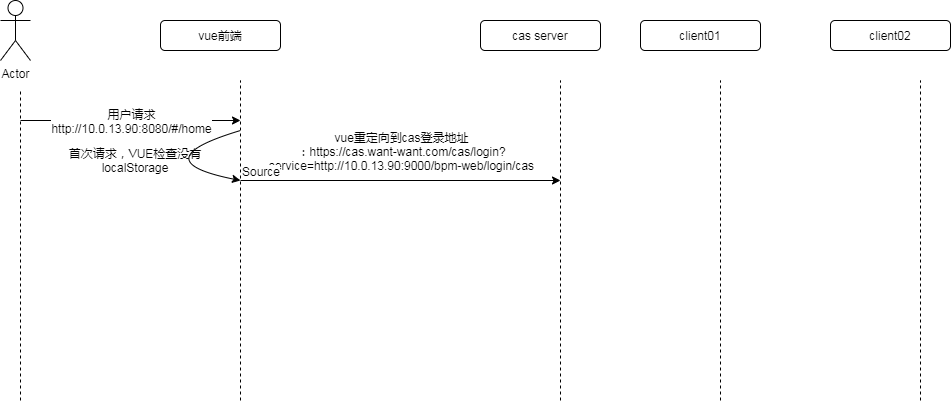 Actor
vue前端
cas server
client01
client02
用户请求
http://10.0.13.90:8080/#/home
首次请求，VUE检查没有
localStorage
vue重定向到cas登录地址
：https://cas.want-want.com/cas/login?
service=http://10.0.13.90:9000/bpm-web/login/cas
Source